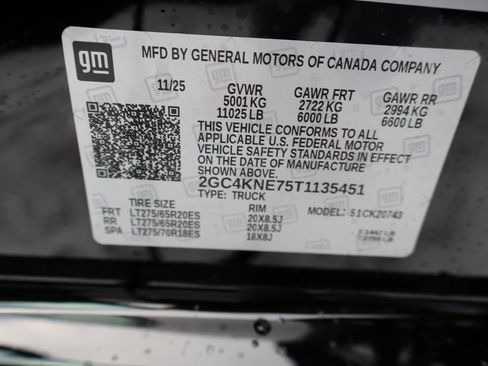 gm
MFD BY GENERAL MOTORS OF CANADA COMPANY
11/25 GVWR GAWR FRT GAWR RR
5001 KG 2722 KG 2994 KG
11025 LB 6000 LB 6600 LB
THIS VEHICLE CONFORMS TO ALL
APPLICABLE U.S. FEDERAL MOTOR
VEHICLE SAFETY STANDARDS IN EFFECT
ON THE DATE OF MANUFACTURE
SHOWN ABOVE.
2GC4KNE75T1135451
TYPE: TRUCK
TIRE SIZE RIM MODEL: S1CK20743
FRT LT275/65R20ES 20X8.5J
RR LT275/65R20ES 20X8.5J
SPA LT275/70R18ES 18X8J